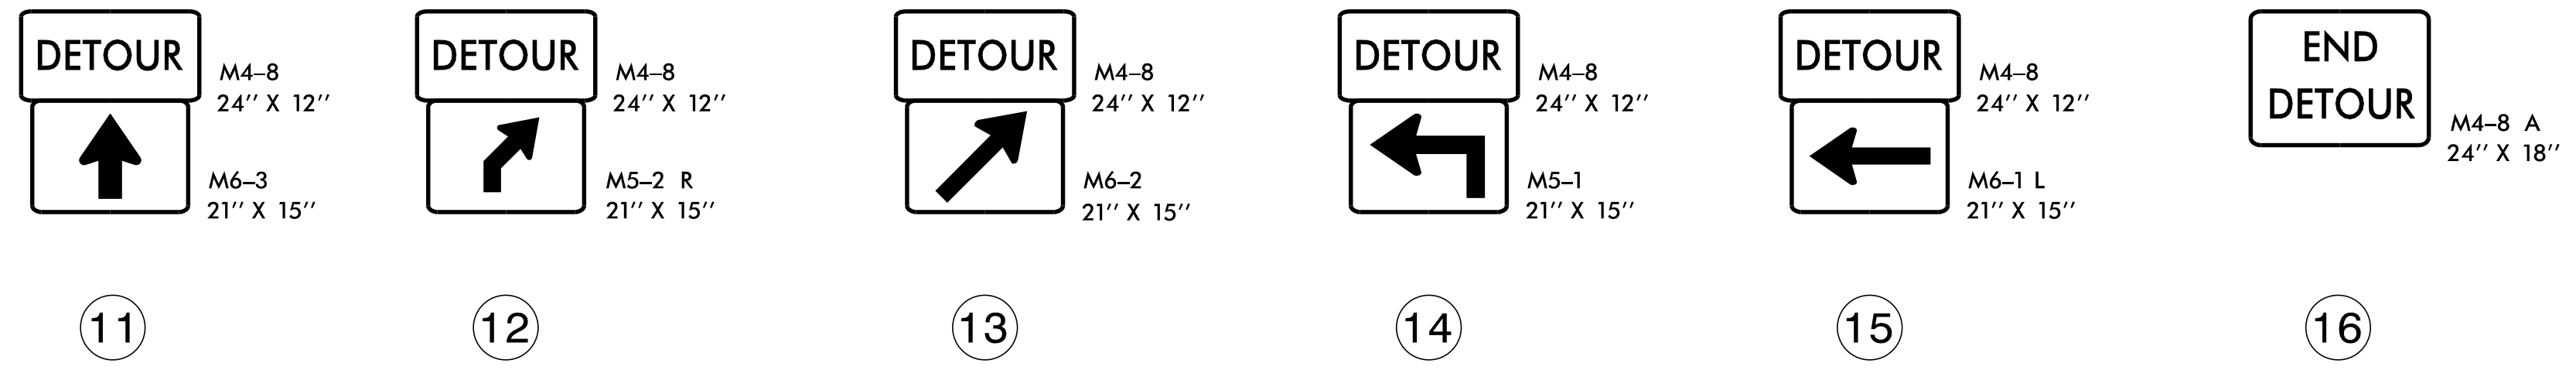 DETOUR
M4–8
24’’ X 12’’
M6–3
21’’ X 15’’
11
DETOUR
M4–8
24’’ X 12’’
M5–2 R
21’’ X 15’’
12
DETOUR
M4–8
24’’ X 12’’
M6–2
21’’ X 15’’
13
DETOUR
M4–8
24’’ X 12’’
M5–1
21’’ X 15’’
14
DETOUR
M4–8
24’’ X 12’’
M6–1 L
21’’ X 15’’
15
END
DETOUR
M4–8 A
24’’ X 18’’
16